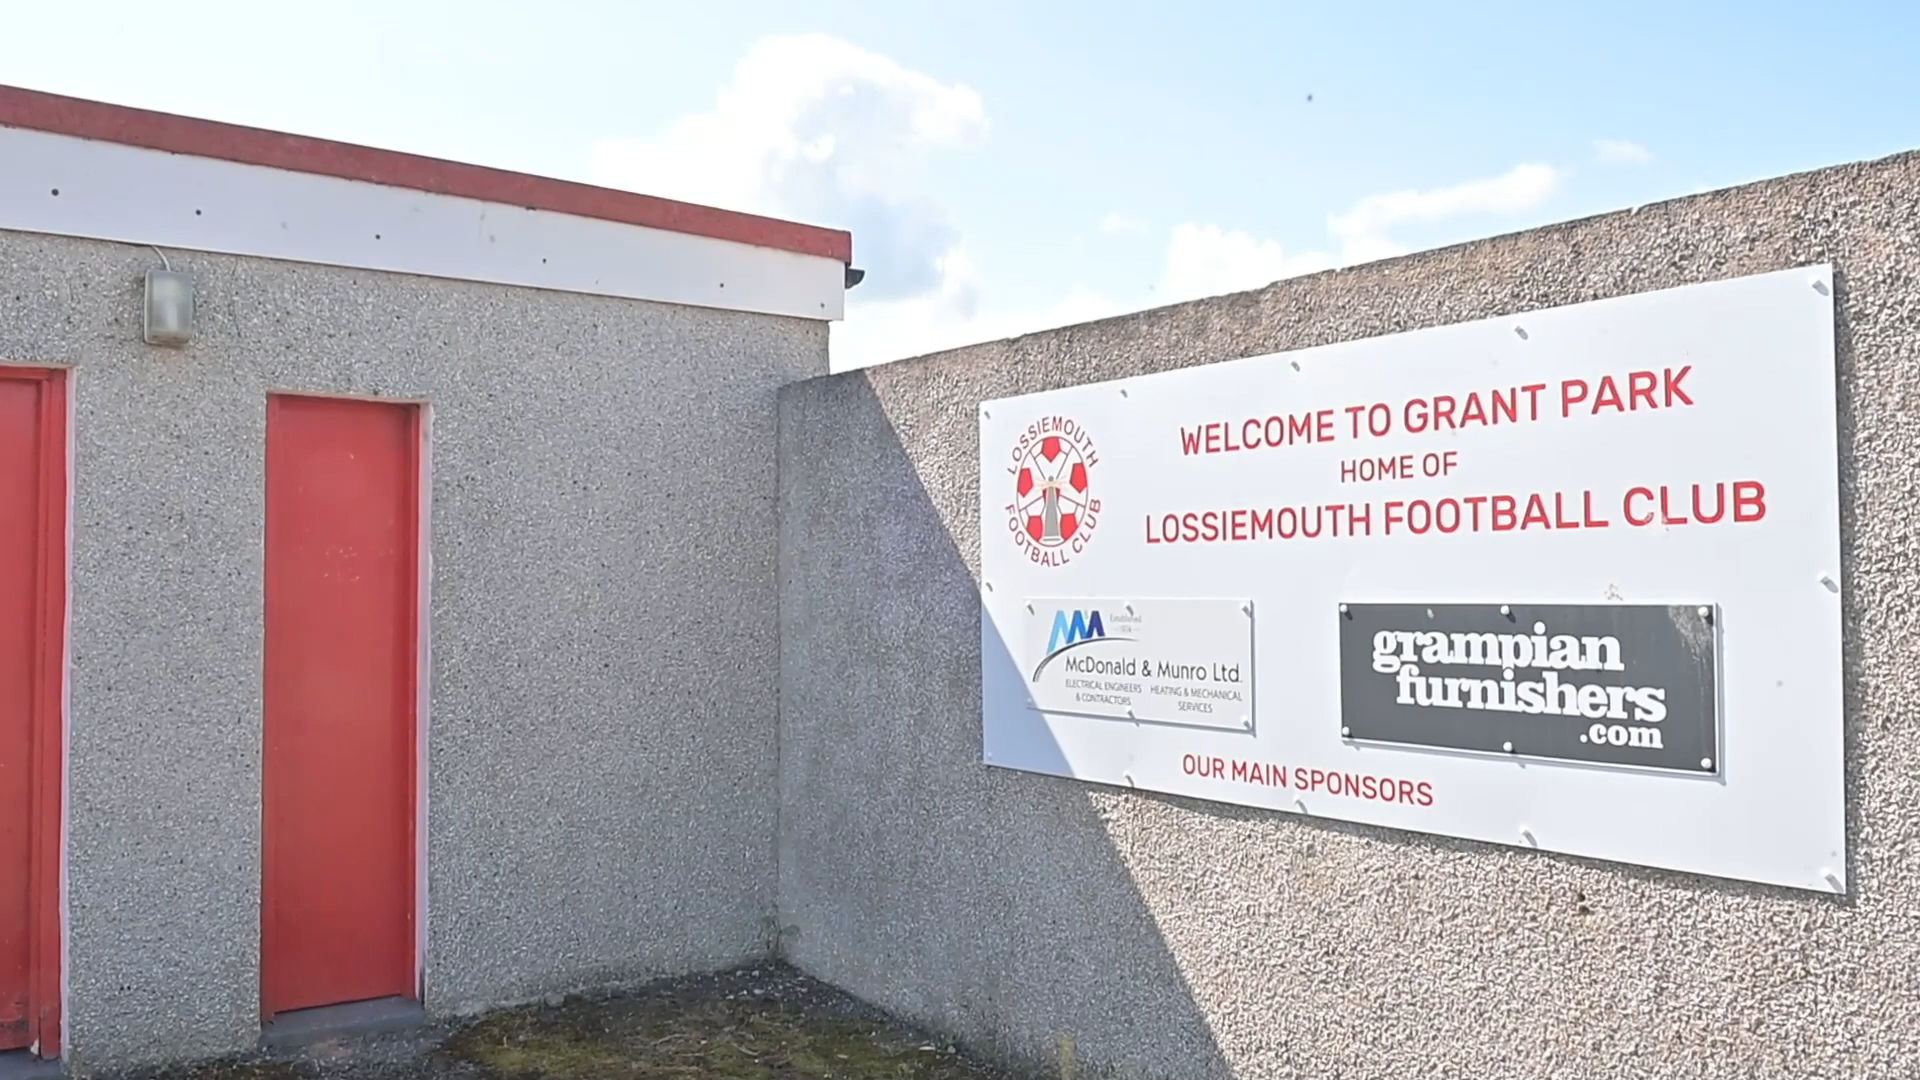 WELCOME TO GRANT PARK
HOME OF
LOSSIEMOUTH FOOTBALL CLUB
LOSSIEMOUTH
FOOTBALL CLUB
Established
McDonald & Munro Ltd.
ELECTRICAL ENGINEERS
& CONTRACTORS
HEATING & MECHANICAL
SERVICES
grampian
furnishers
.com
OUR MAIN SPONSORS